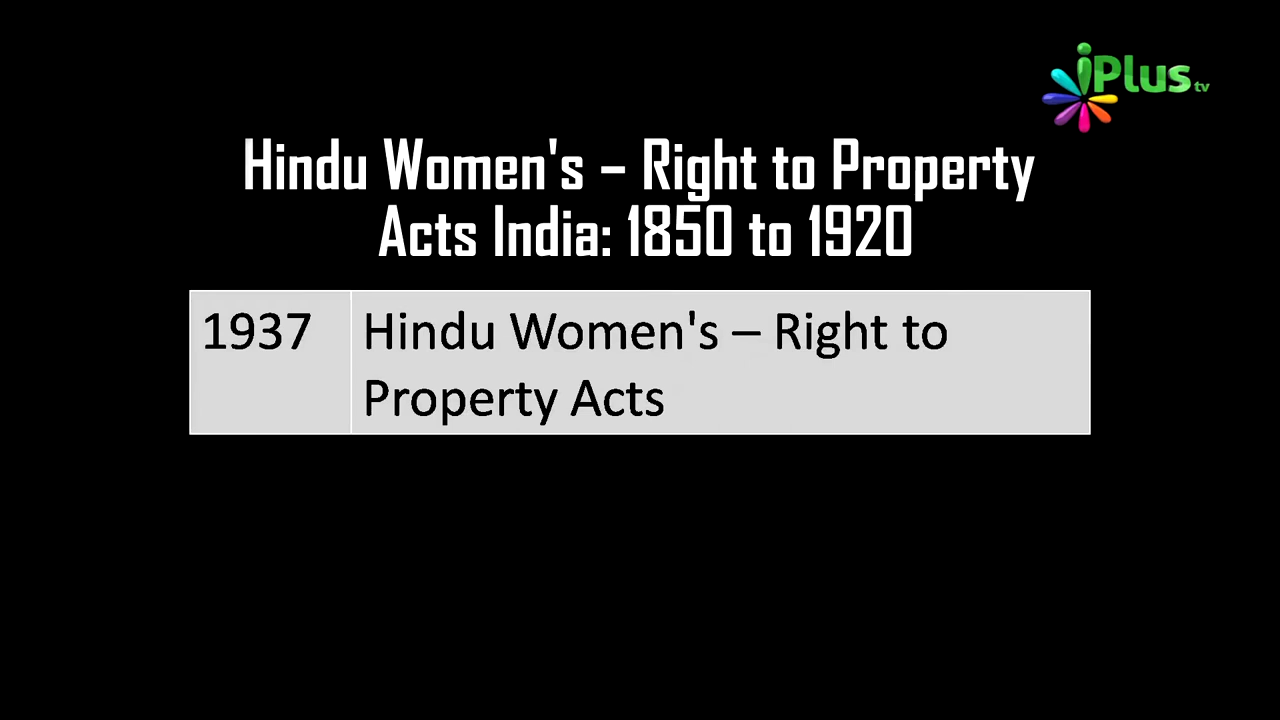 iPlus tv
Hindu Women's – Right to Property
Acts India: 1850 to 1920
1937 Hindu Women's – Right to
Property Acts